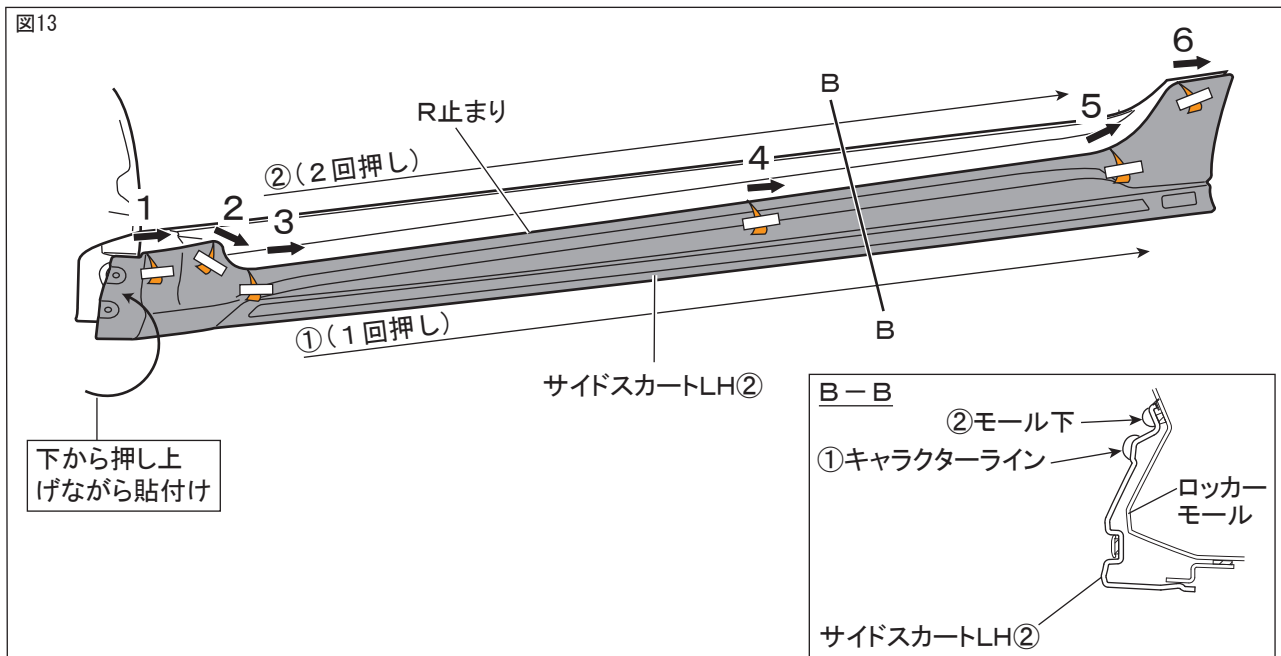 図13
6
B
R止まり
5
②(2回押し)
4
1
2
3
①(1回押し)
B
サイドスカートLH②
下から押し上
げながら貼付け
B－B
②モール下
①キャラクターライン
ロッカー
モール
サイドスカートLH②